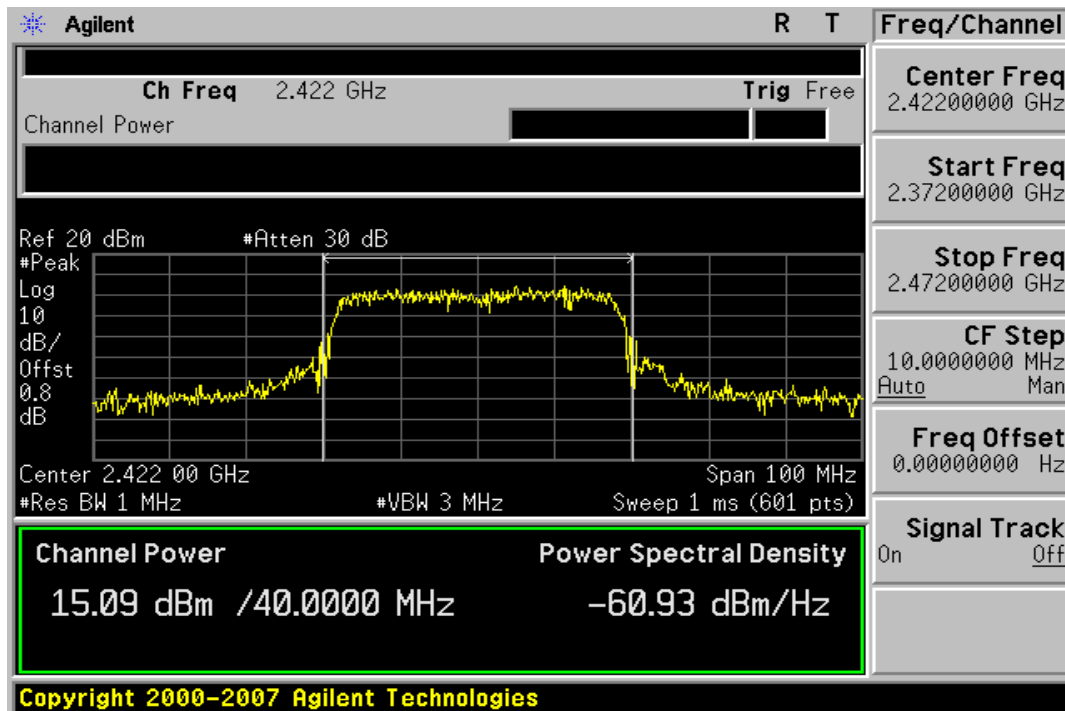 Agilent R T Freq/Channel
Ch Freq 2.422 GHz Trig Free
Channel Power
Center Freq
2.42200000 GHz
Start Freq
2.37200000 GHz
Stop Freq
2.47200000 GHz
CF Step
10.0000000 MHz
Auto Man
Freq Offset
0.00000000 Hz
Signal Track
On Off
Ref 20 dBm #Atten 30 dB
#Peak
Log
10
dB/
Offst
0.8
dB
Center 2.422 00 GHz Span 100 MHz
#Res BW 1 MHz #VBW 3 MHz Sweep 1 ms (601 pts)
Channel Power Power Spectral Density
15.09 dBm /40.0000 MHz -60.93 dBm/Hz
Copyright 2000-2007 Agilent Technologies